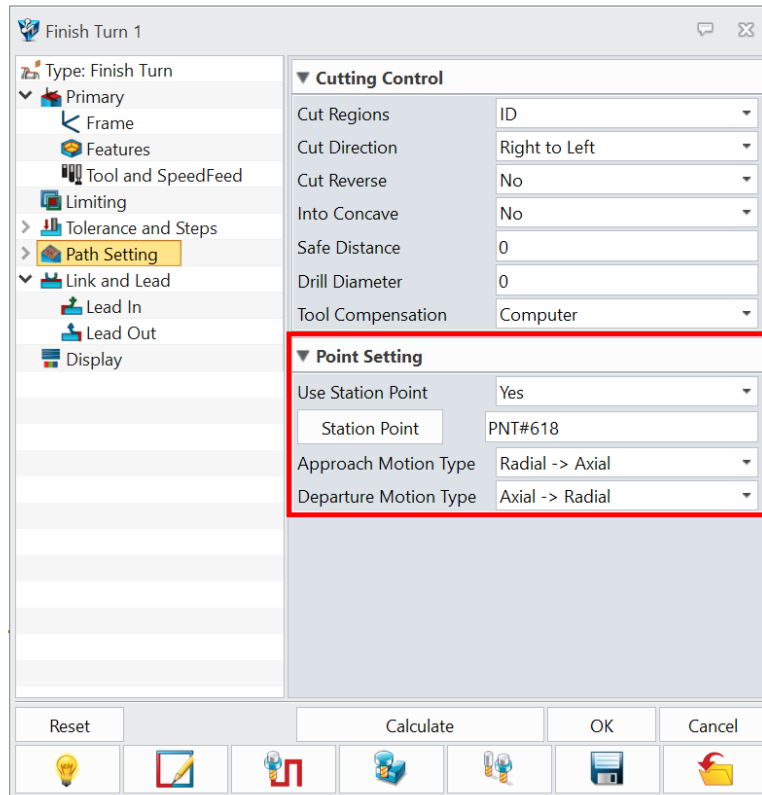 Finish Turn 1
Type: Finish Turn
Primary
Frame
Features
Tool and SpeedFeed
Limiting
Tolerance and Steps
Path Setting
Link and Lead
Lead In
Lead Out
Display
Cutting Control
Cut Regions ID
Cut Direction Right to Left
Cut Reverse No
Into Concave No
Safe Distance 0
Drill Diameter 0
Tool Compensation Computer
Point Setting
Use Station Point Yes
Station Point PNT#618
Approach Motion Type Radial -> Axial
Departure Motion Type Axial -> Radial
Reset Calculate OK Cancel